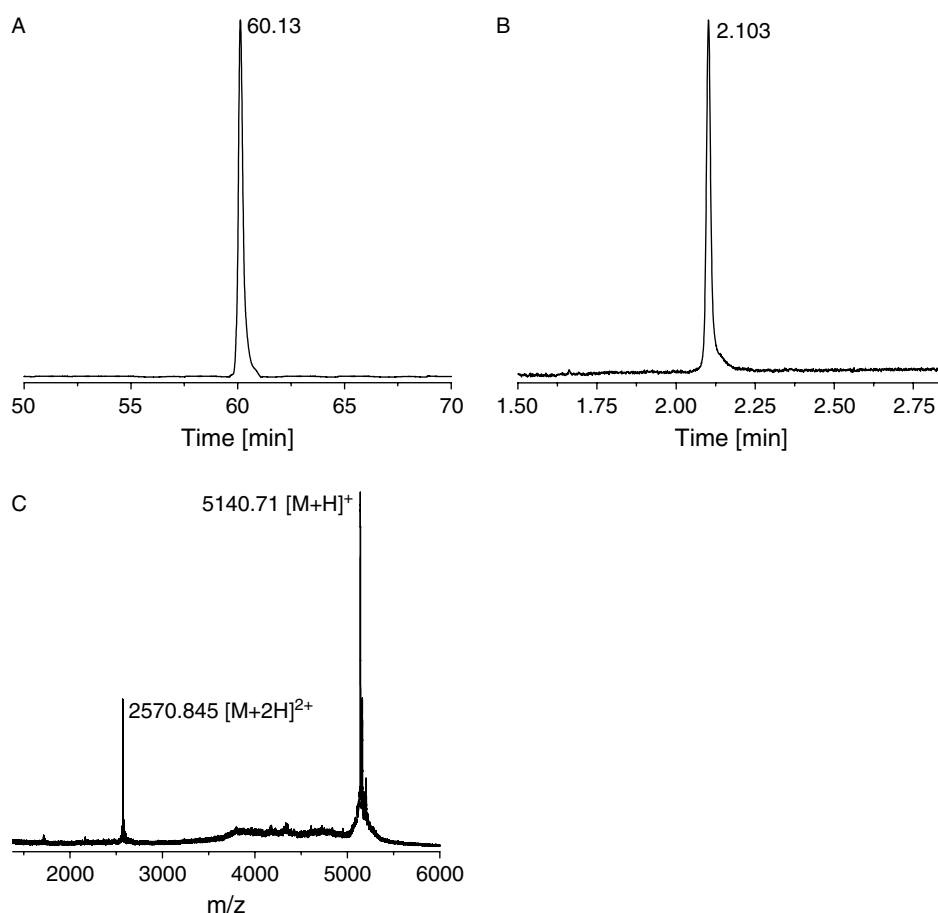 A
60.13
50 55 60 65 70
Time [min]
B
2.103
1.50 1.75 2.00 2.25 2.50 2.75
Time [min]
C
5140.71 [M+H]⁺
2570.845 [M+2H]²⁺
2000 3000 4000 5000 6000
m/z